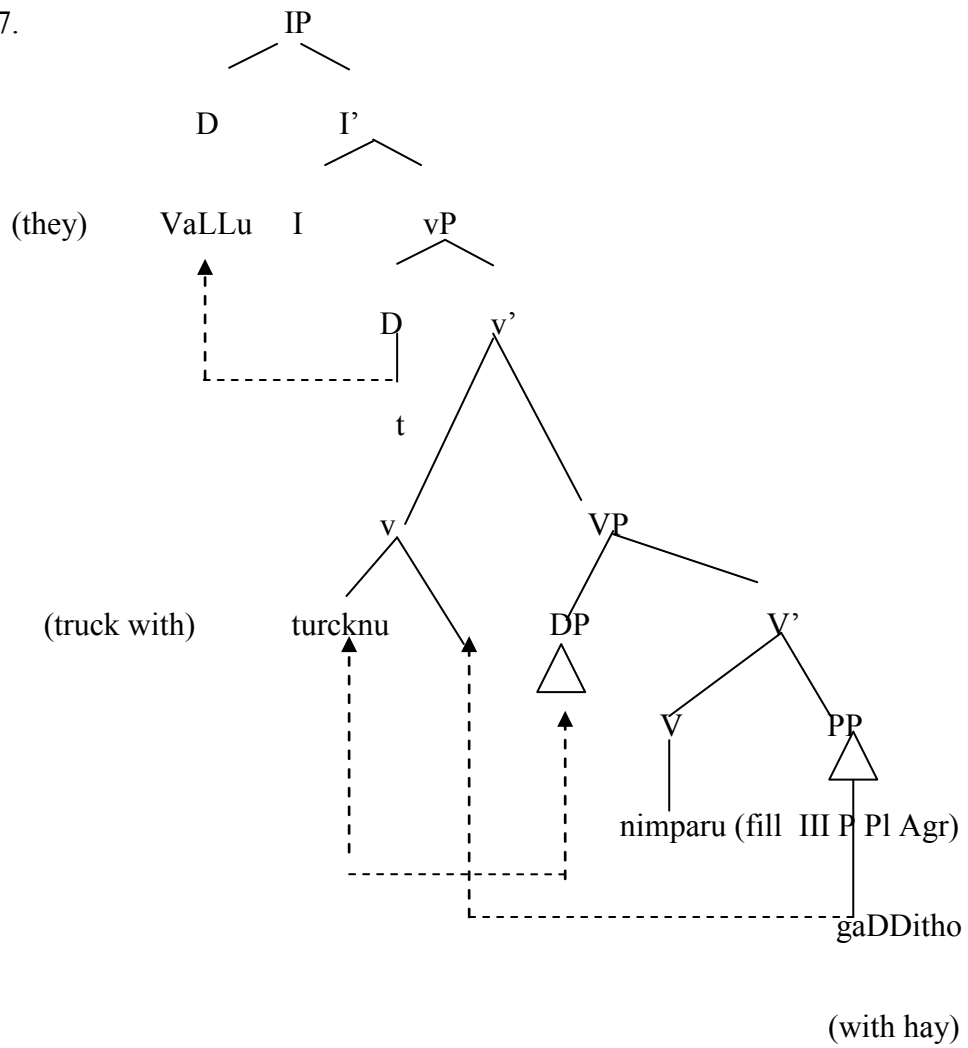 7.
IP
D I’
(they) VaLLu I vP
D v’
t
v VP
(truck with) turcknu DP V’
V PP
nimparu (fill III P Pl Agr)
gaDDitho
(with hay)